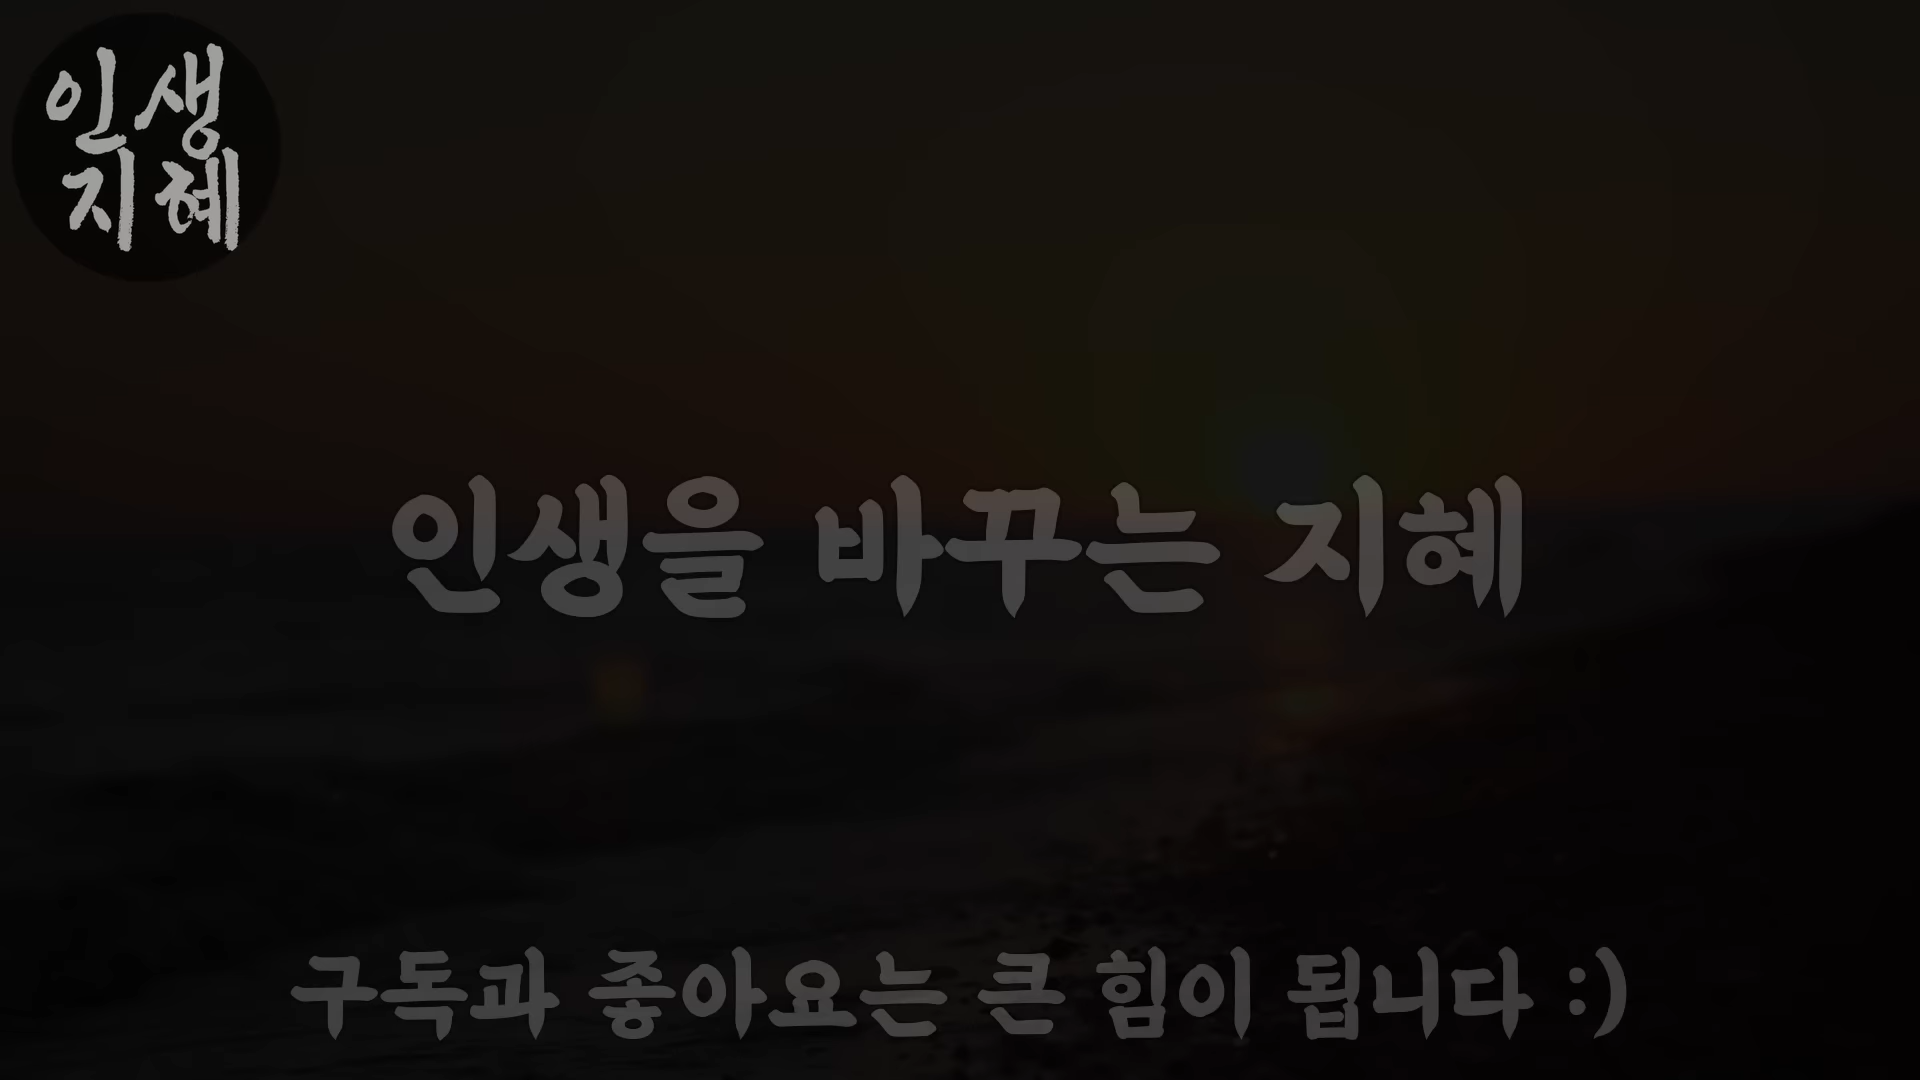 인생
지혜
인생을 바꾸는 지혜
구독과 좋아요는 큰 힘이 됩니다 :)